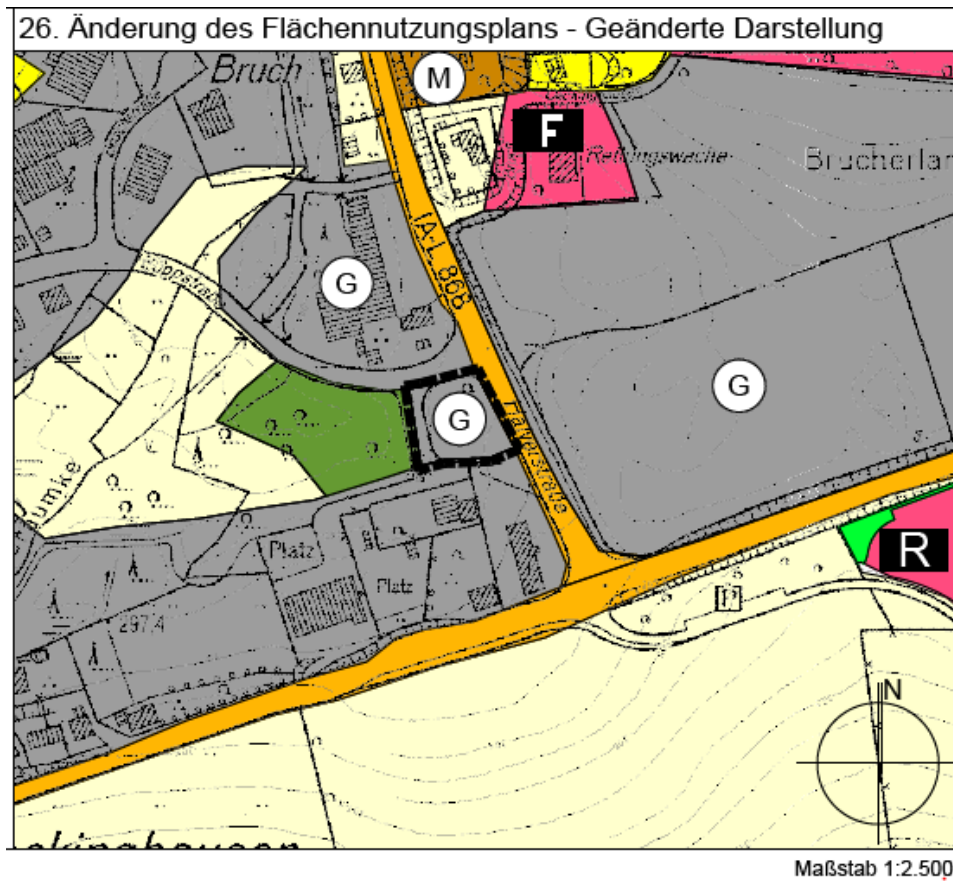 26. Änderung des Flächennutzungsplans - Geänderte Darstellung
Bruch
M
F
Rettungswache
Brucherlan
L 868
G
G
G
Platz
Platz
297,4
R
P
N
Maßstab 1:2.500